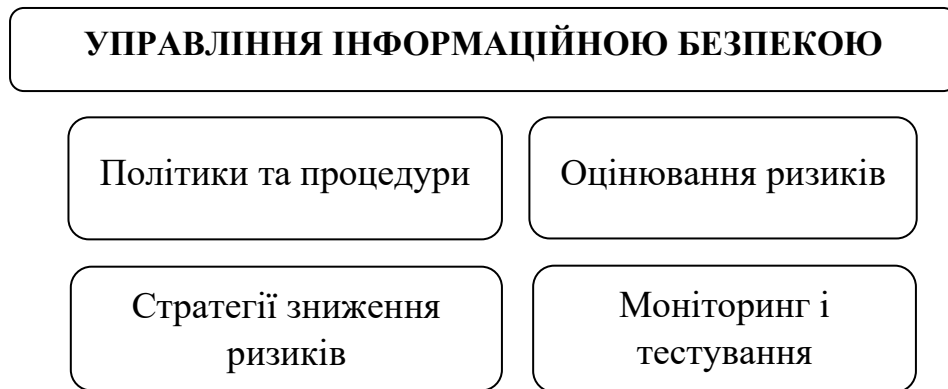 УПРАВЛІННЯ ІНФОРМАЦІЙНОЮ БЕЗПЕКОЮ
Політики та процедури
Оцінювання ризиків
Стратегії зниження
ризиків
Моніторинг і
тестування